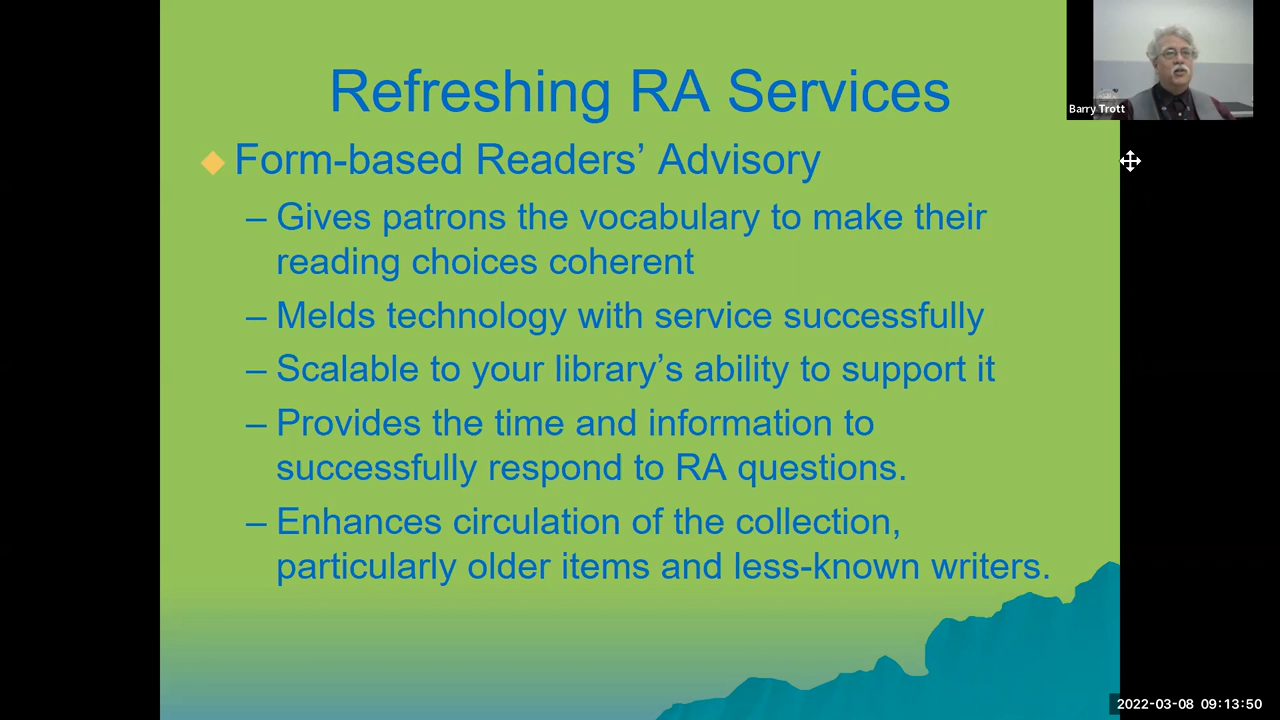 Refreshing RA Services
Form-based Readers’ Advisory
– Gives patrons the vocabulary to make their
reading choices coherent
– Melds technology with service successfully
– Scalable to your library’s ability to support it
– Provides the time and information to
successfully respond to RA questions.
– Enhances circulation of the collection,
particularly older items and less-known writers.
Barry Trott
2022-03-08 09:13:50